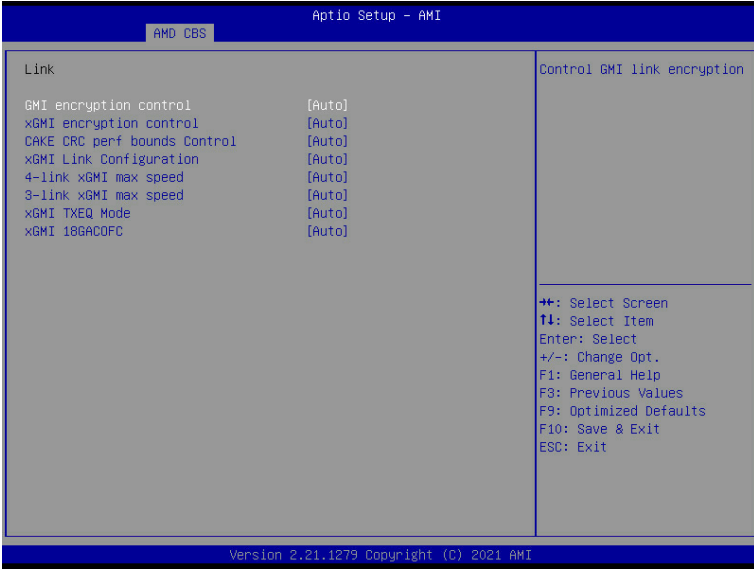 Aptio Setup – AMI
AMD CBS
Link
GMI encryption control [Auto]
xGMI encryption control [Auto]
CAKE CRC perf bounds Control [Auto]
xGMI Link Configuration [Auto]
4-link xGMI max speed [Auto]
3-link xGMI max speed [Auto]
xGMI TXEQ Mode [Auto]
xGMI 18GACOFC [Auto]
Control GMI link encryption
→←: Select Screen
↑↓: Select Item
Enter: Select
+/-: Change Opt.
F1: General Help
F3: Previous Values
F9: Optimized Defaults
F10: Save & Exit
ESC: Exit
Version 2.21.1279 Copyright (C) 2021 AMI